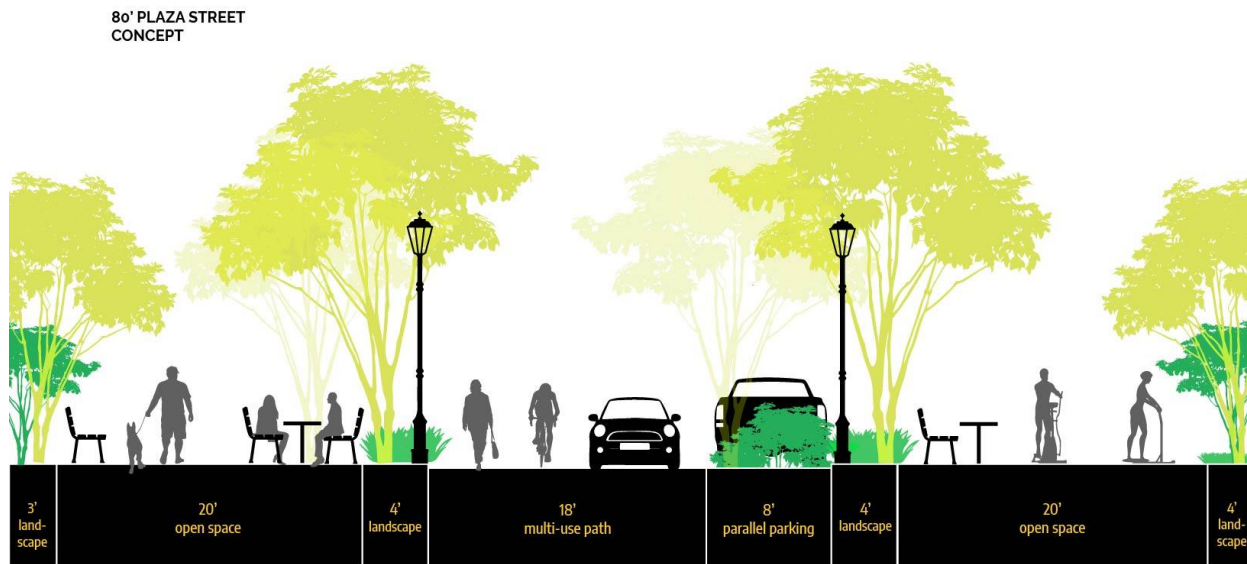 80' PLAZA STREET
CONCEPT
3'
land-
scape
20'
open space
4'
landscape
18'
multi-use path
8'
parallel parking
4'
landscape
20'
open space
4'
land-
scape